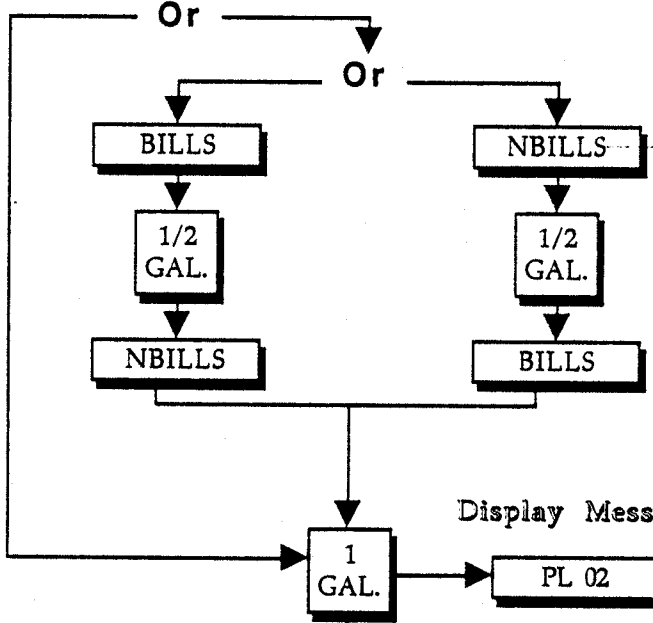 Or
Or
BILLS
NBILLS
1/2
GAL.
1/2
GAL.
NBILLS
BILLS
Display Mess
1
GAL.
PL 02